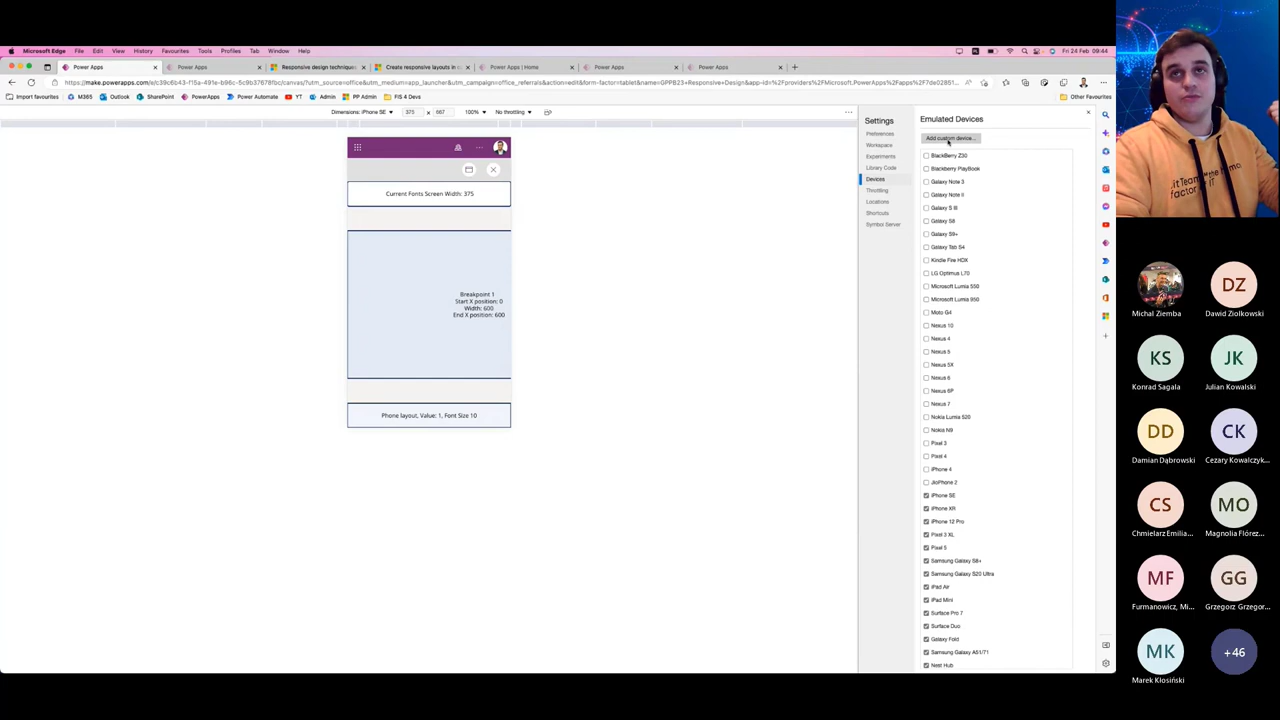 Microsoft Edge File Edit View History Favourites Tools Profiles Tab Window Help
Fri 24 Feb 09:44
Power Apps
Power Apps
Responsive design technique
Create responsive layouts in c
Power Apps | Home
Power Apps
Power Apps
Import favourites
M365
Outlook
SharePoint
PowerApps
Power Automate
YT
Admin
PP Admin
FIS 4 Devs
Other Favourites
Dimensions: iPhone SE
375
×
667
100%
No throttling
Current Fonts Screen Width: 375
Breakpoint 1
Start X position: 0
Width: 600
End X position: 600
Phone layout, Value: 1, Font Size 10
Settings
Preferences
Workspace
Experiments
Library Code
Devices
Throttling
Locations
Shortcuts
Symbol Server
Emulated Devices
Add custom device...
BlackBerry Z30
Blackberry PlayBook
Galaxy Note 3
Galaxy Note II
Galaxy S III
Galaxy S8
Galaxy S9+
Galaxy Tab S4
Kindle Fire HDX
LG Optimus L70
Microsoft Lumia 550
Microsoft Lumia 950
Moto G4
Nexus 10
Nexus 4
Nexus 5
Nexus 5X
Nexus 6
Nexus 6P
Nexus 7
Nokia Lumia 520
Nokia N9
Pixel 3
Pixel 4
iPhone 4
JioPhone 2
iPhone SE
iPhone XR
iPhone 12 Pro
Pixel 3 XL
Pixel 5
Samsung Galaxy S8+
Samsung Galaxy S20 Ultra
iPad Air
iPad Mini
Surface Pro 7
Surface Duo
Galaxy Fold
Samsung Galaxy A51/71
Nest Hub
Michal Ziemba
DZ
Dawid Ziolkowski
KS
Konrad Sagala
JK
Julian Kowalski
DD
Damian Dąbrowski
CK
Cezary Kowalczyk...
CS
Chmielarz Emilia...
MO
Magnolia Flórez...
MF
Furmanowicz, Mi...
GG
Grzegorz Grzegor...
MK
Marek Kłosiński
+46